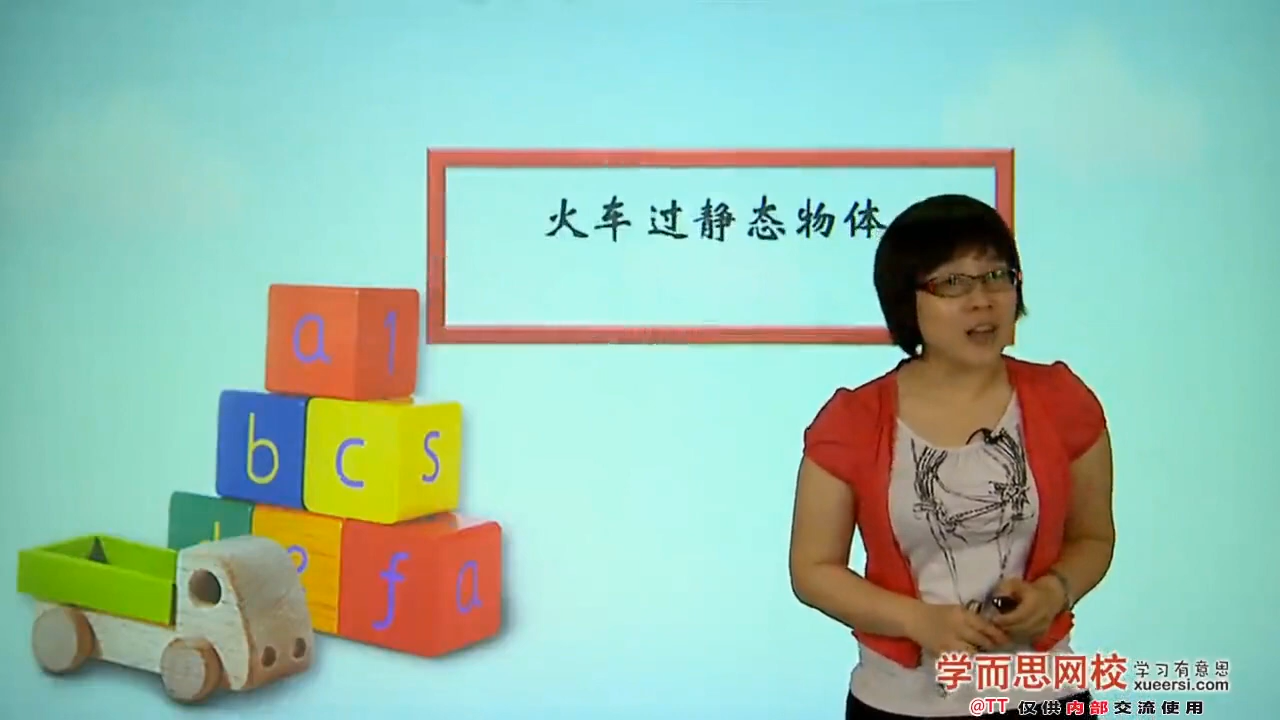 火车过静态物体
a 1
b c s
f a
学而思网校 学习有意思
xueersi.com
@TT 仅供内部交流使用